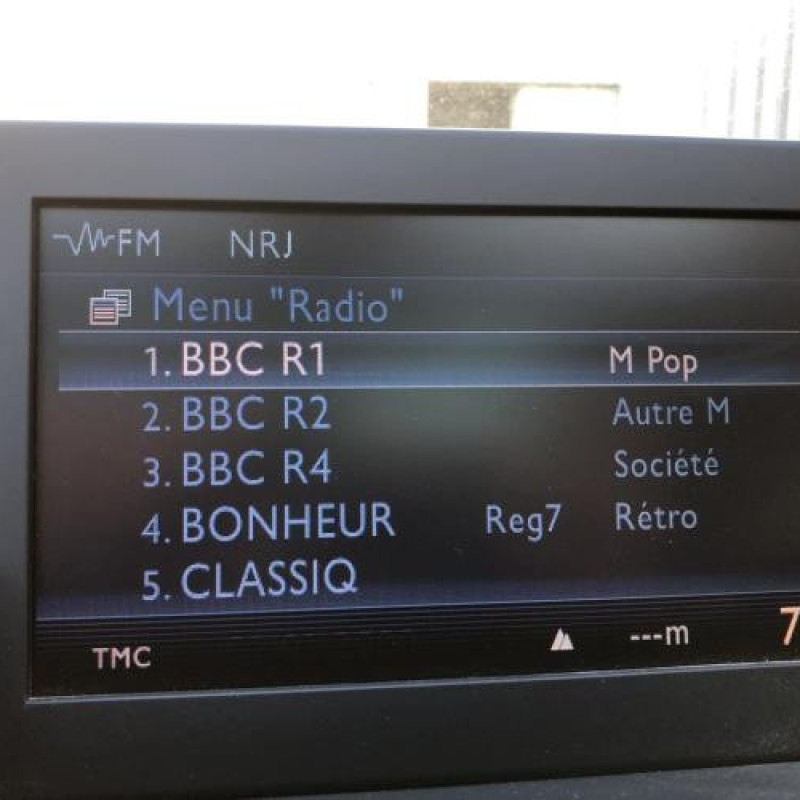 FM NRJ
Menu "Radio"
1. BBC R1 M Pop
2. BBC R2 Autre M
3. BBC R4 Société
4. BONHEUR Reg7 Rétro
5. CLASSIQ
TMC ---m 7